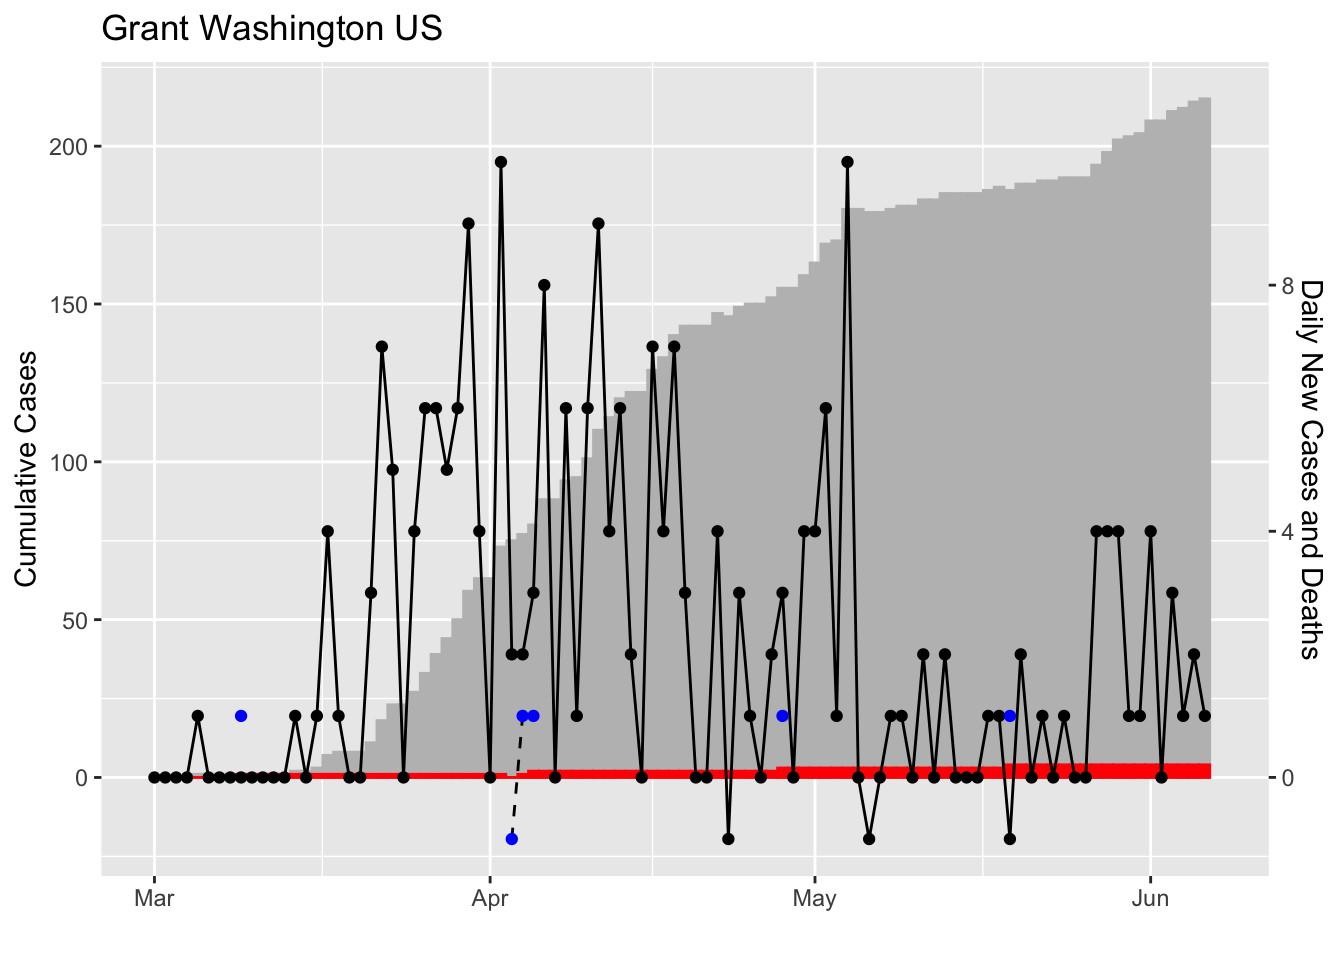 Grant Washington US
Cumulative Cases
200
150
100
50
0
8
4
0
Daily New Cases and Deaths
Mar
Apr
May
Jun